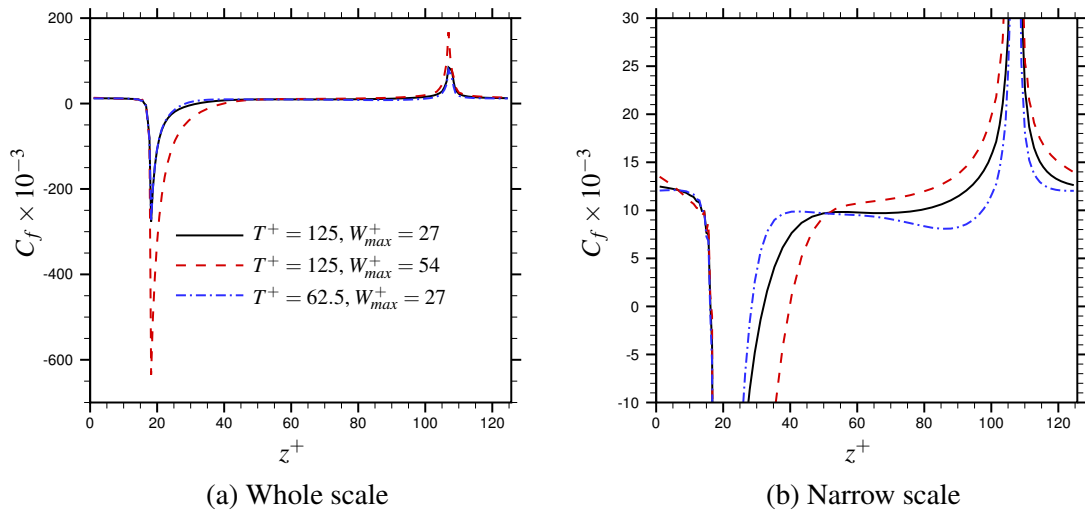 200
0
-200
-400
-600
C_f × 10^{-3}
T^+ = 125, W^+_{max} = 27
T^+ = 125, W^+_{max} = 54
T^+ = 62.5, W^+_{max} = 27
0 20 40 60 80 100 120
z^+
(a) Whole scale
30
25
20
15
10
5
0
-5
-10
C_f × 10^{-3}
0 20 40 60 80 100 120
z^+
(b) Narrow scale